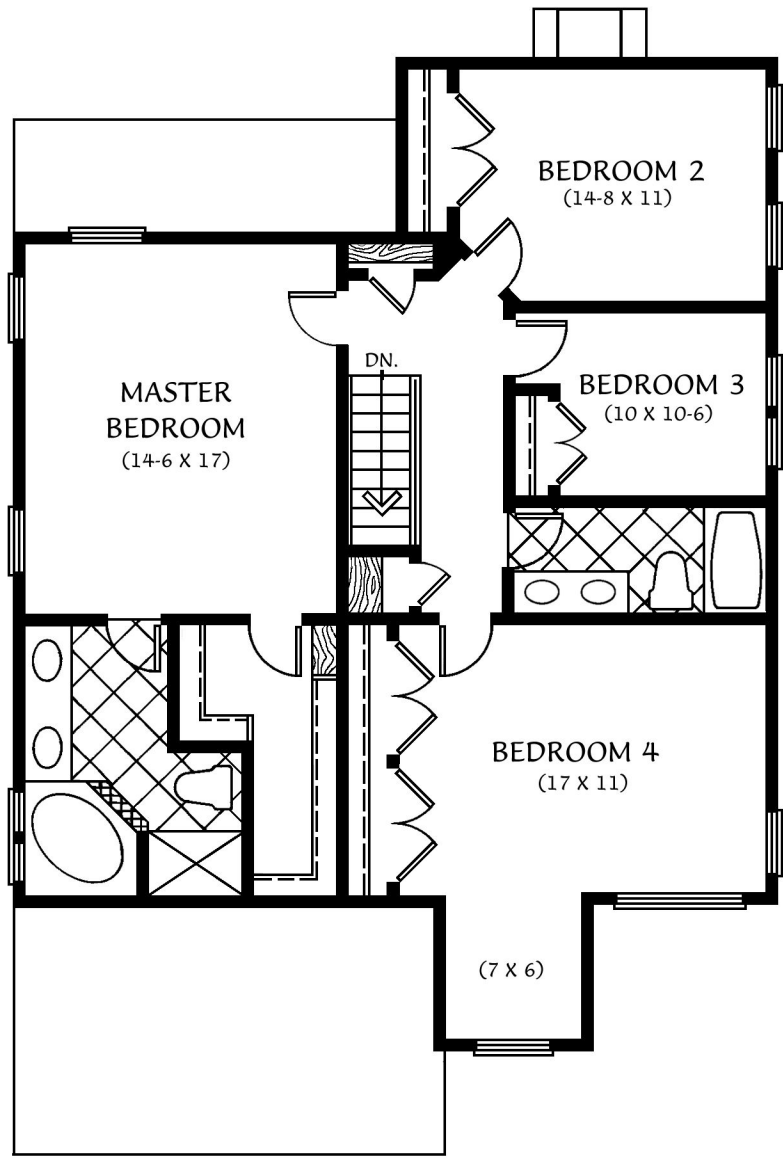 BEDROOM 2
(14-8 X 11)
DN.
MASTER
BEDROOM
(14-6 X 17)
BEDROOM 3
(10 X 10-6)
BEDROOM 4
(17 X 11)
(7 X 6)